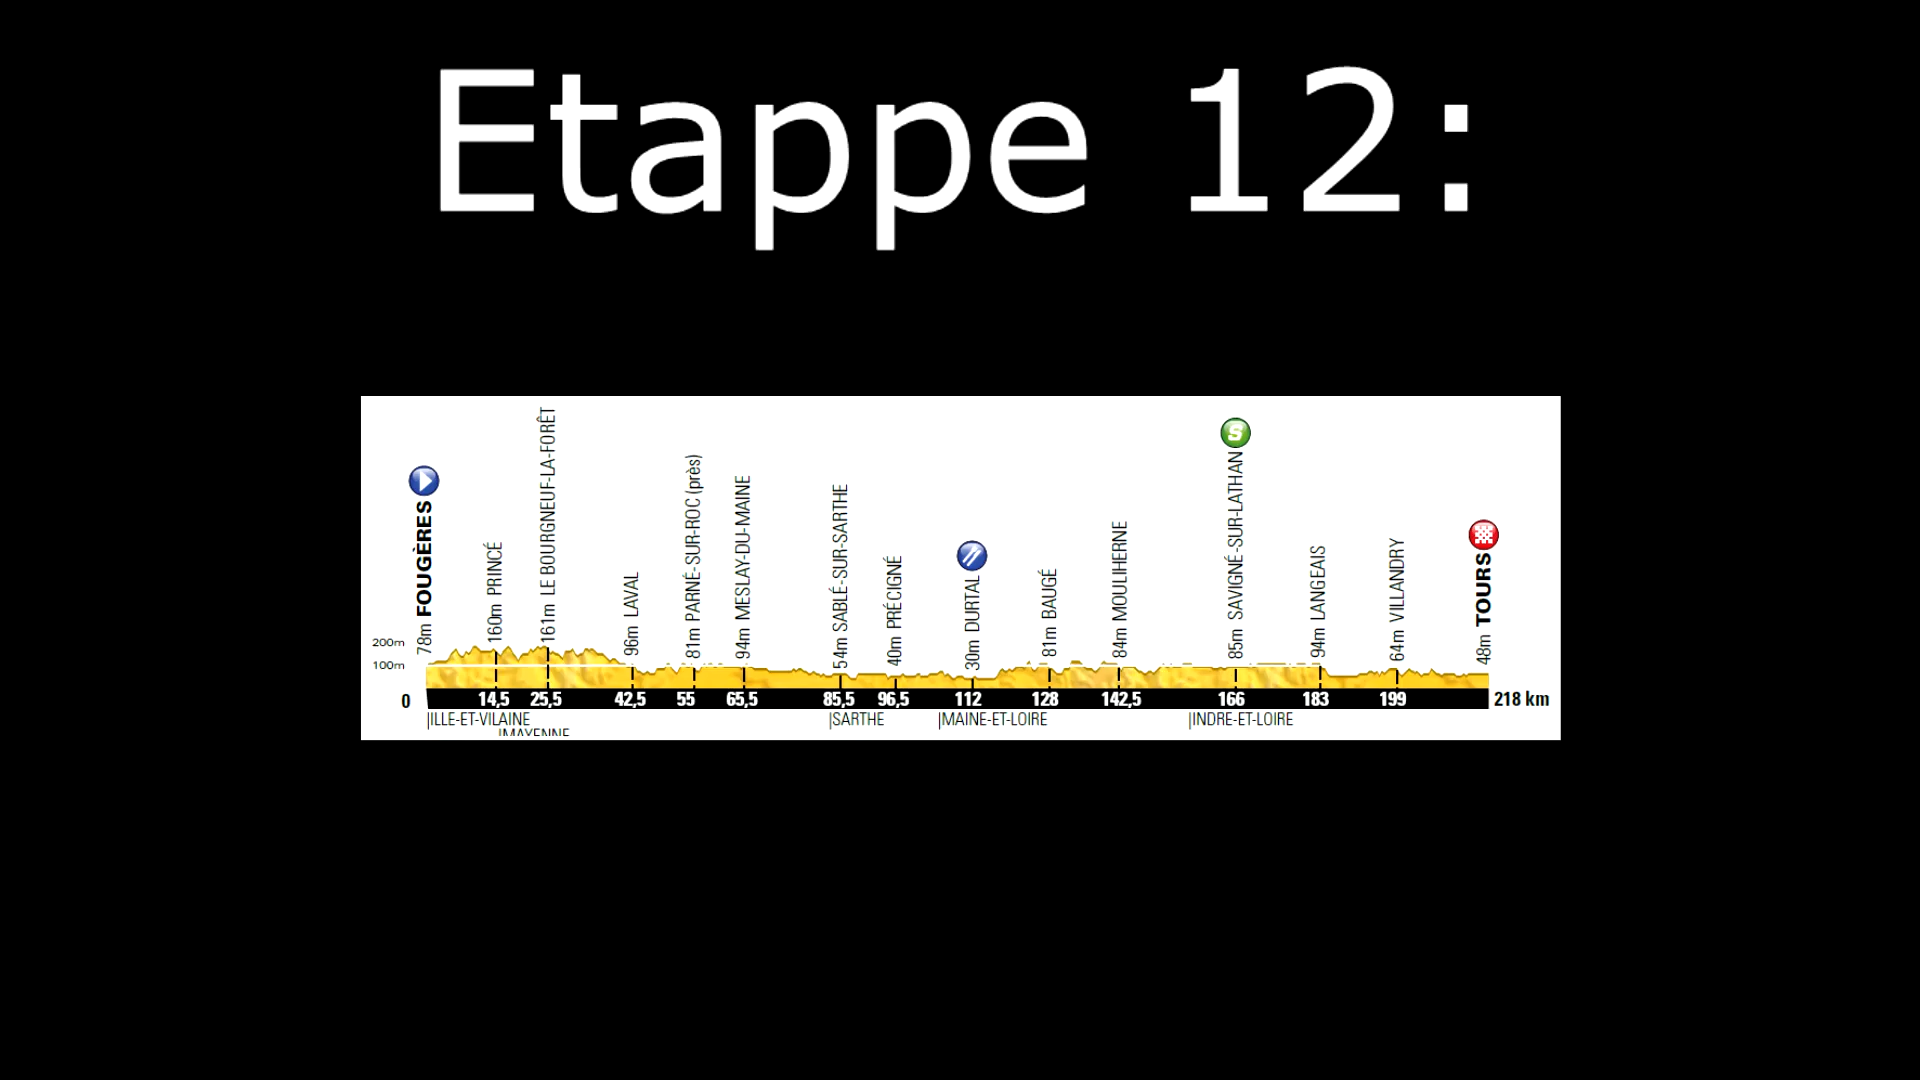 Etappe 12:
78m FOUGÈRES
160m PRINCÉ
161m LE BOURGNEUF-LA-FORÊT
96m LAVAL
81m PARNÉ-SUR-ROC (près)
94m MESLAY-DU-MAINE
54m SABLÉ-SUR-SARTHE
40m PRÉCIGNÉ
30m DURTAL
81m BAUGÉ
84m MOULIHERNE
85m SAVIGNÉ-SUR-LATHAN
S
94m LANGEAIS
64m VILLANDRY
48m TOURS
200m
100m
0 14,5 25,5 42,5 55 65,5 85,5 96,5 112 128 142,5 166 183 199 218 km
|ILLE-ET-VILAINE |SARTHE |MAINE-ET-LOIRE |INDRE-ET-LOIRE
|MAYENNE